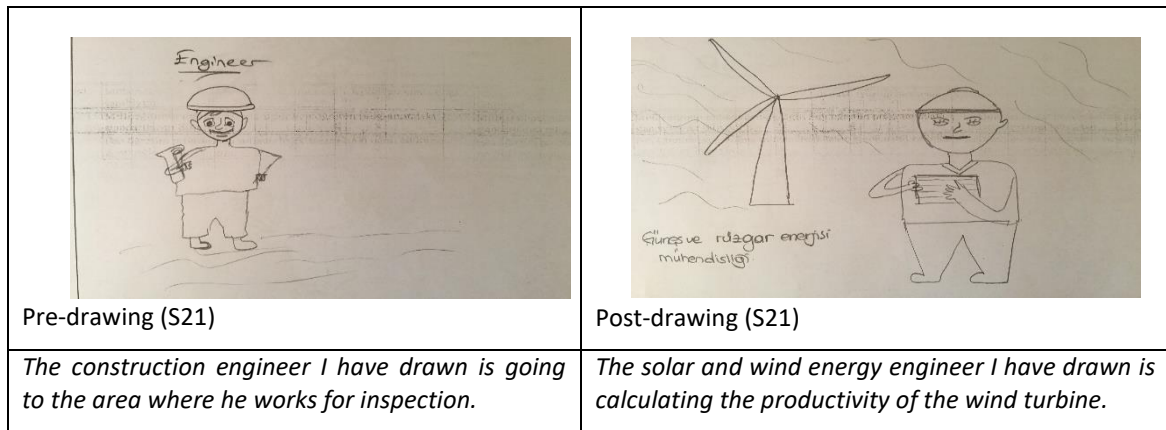 Engineer
Güneş ve rüzgar enerjisi
mühendisliği
Pre-drawing (S21)
Post-drawing (S21)
The construction engineer I have drawn is going
to the area where he works for inspection.
The solar and wind energy engineer I have drawn is
calculating the productivity of the wind turbine.